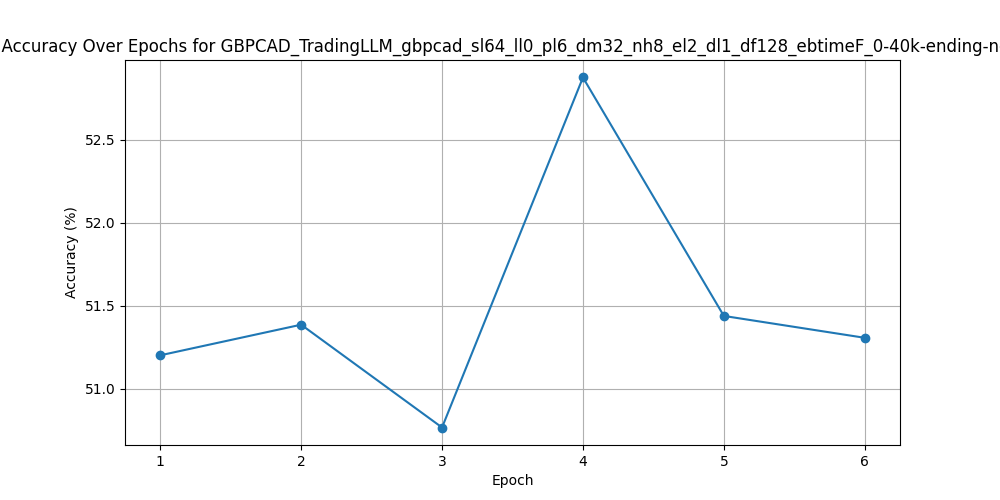 Accuracy Over Epochs for GBPCAD_TradingLLM_gbpcad_sl64_ll0_pl6_dm32_nh8_el2_dl1_df128_ebtimeF_0-40k-ending-n
52.5
52.0
51.5
51.0
Accuracy (%)
1 2 3 4 5 6
Epoch